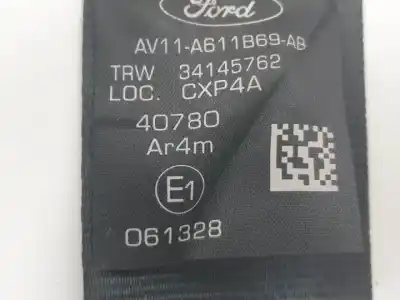 Ford
AV11-A611B69-AB
TRW 34145762
LOC. CXP4A
40780
Ar4m
E1
061328